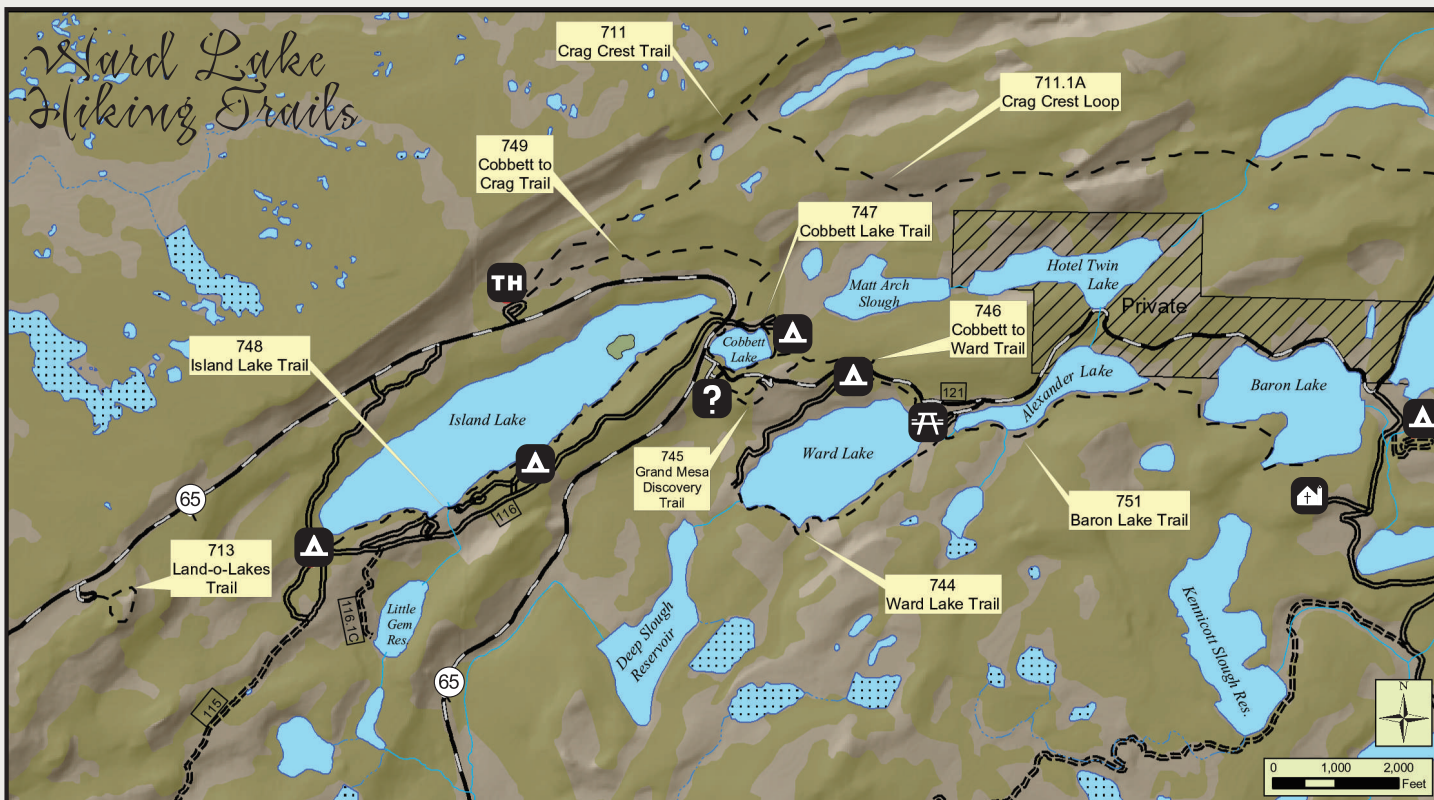 Ward Lake
Hiking Trails
711
Crag Crest Trail
711.1A
Crag Crest Loop
749
Cobbett to
Crag Trail
747
Cobbett Lake Trail
TH
Matt Arch
Slough
Hotel Twin
Lake
Private
746
Cobbett to
Ward Trail
748
Island Lake Trail
Cobbett
Lake
?
121
Alexander Lake
Baron Lake
Island Lake
Ward Lake
745
Grand Mesa
Discovery
Trail
65
116
751
Baron Lake Trail
713
Land-o-Lakes
Trail
744
Ward Lake Trail
116.1C
Little
Gem
Res.
Deep Slough
Reservoir
Kennicott Slough Res.
65
115
N
0 1,000 2,000
Feet